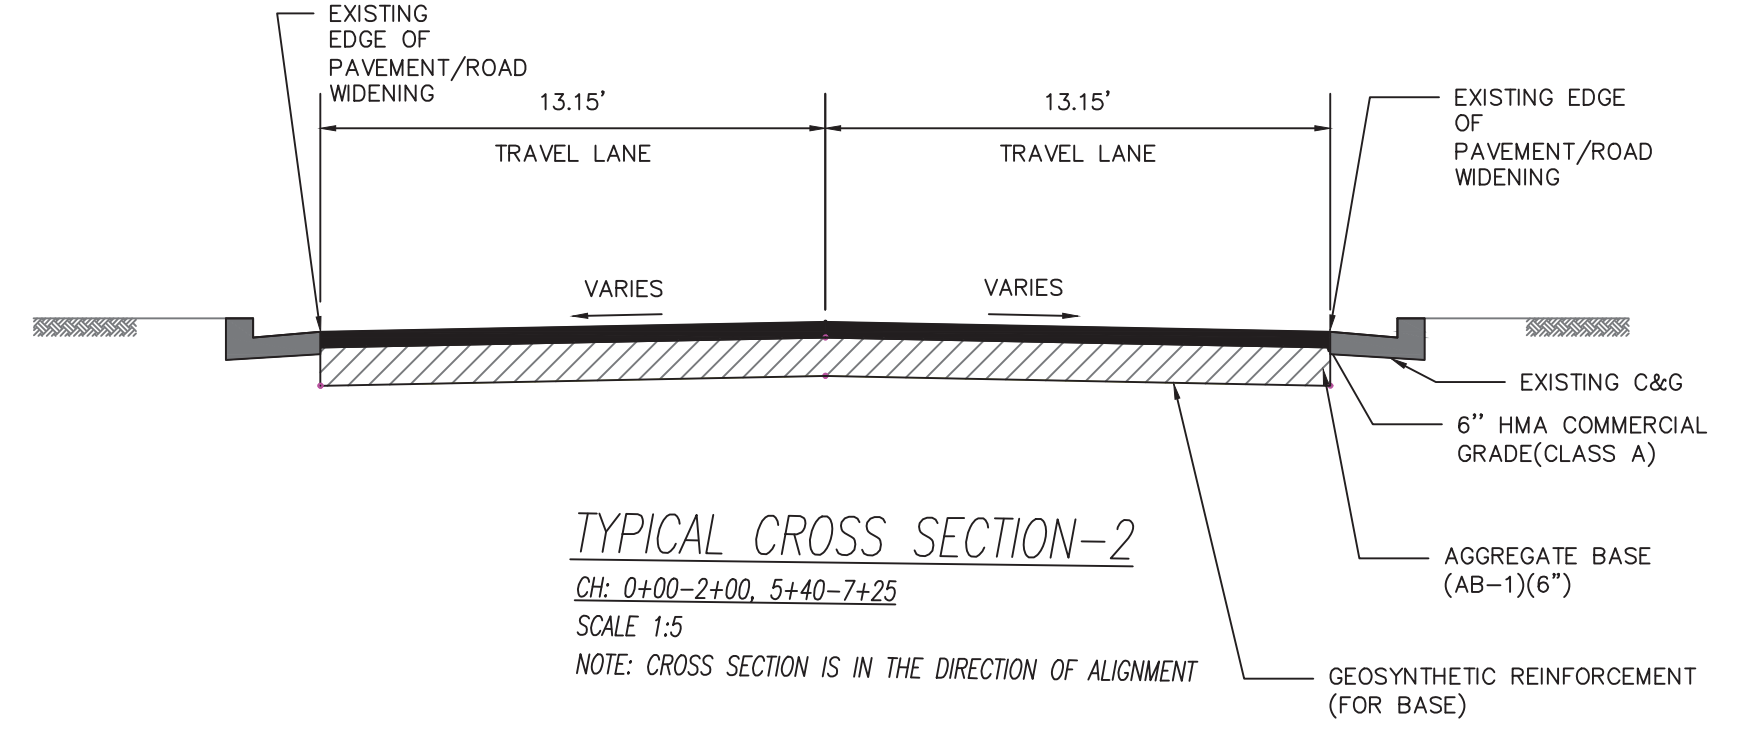 EXISTING
EDGE OF
PAVEMENT/ROAD
WIDENING
13.15'
TRAVEL LANE
13.15'
TRAVEL LANE
EXISTING EDGE
OF
PAVEMENT/ROAD
WIDENING
VARIES
VARIES
EXISTING C&G
6’’ HMA COMMERCIAL
GRADE(CLASS A)
AGGREGATE BASE
(AB-1)(6”)
GEOSYNTHETIC REINFORCEMENT
(FOR BASE)
TYPICAL CROSS SECTION-2
CH: 0+00-2+00, 5+40-7+25
SCALE 1:5
NOTE: CROSS SECTION IS IN THE DIRECTION OF ALIGNMENT